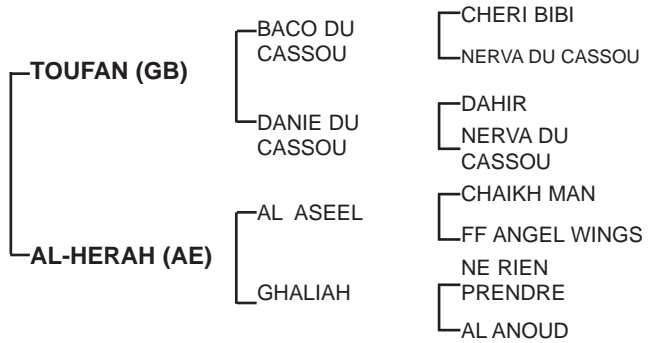 TOUFAN (GB)
BACO DU
CASSOU
CHERI BIBI
NERVA DU CASSOU
DANIE DU
CASSOU
DAHIR
NERVA DU
CASSOU
AL-HERAH (AE)
AL ASEEL
CHAIKH MAN
FF ANGEL WINGS
GHALIAH
NE RIEN
PRENDRE
AL ANOUD